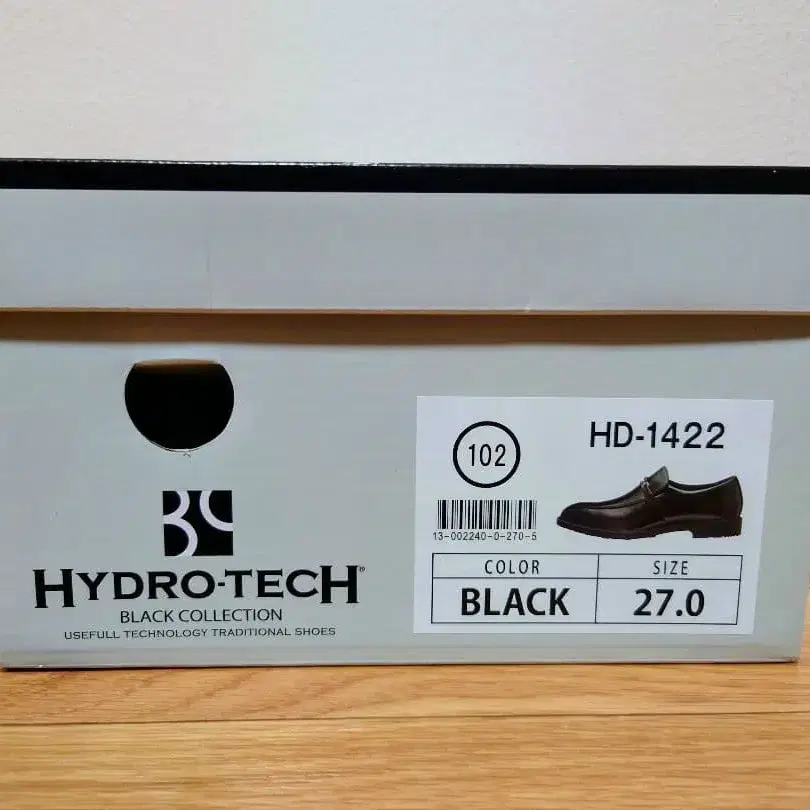 BC
HYDRO-TECH®
BLACK COLLECTION
USEFULL TECHNOLOGY TRADITIONAL SHOES
102
HD-1422
13-002240-0-270-5
COLOR SIZE
BLACK 27.0